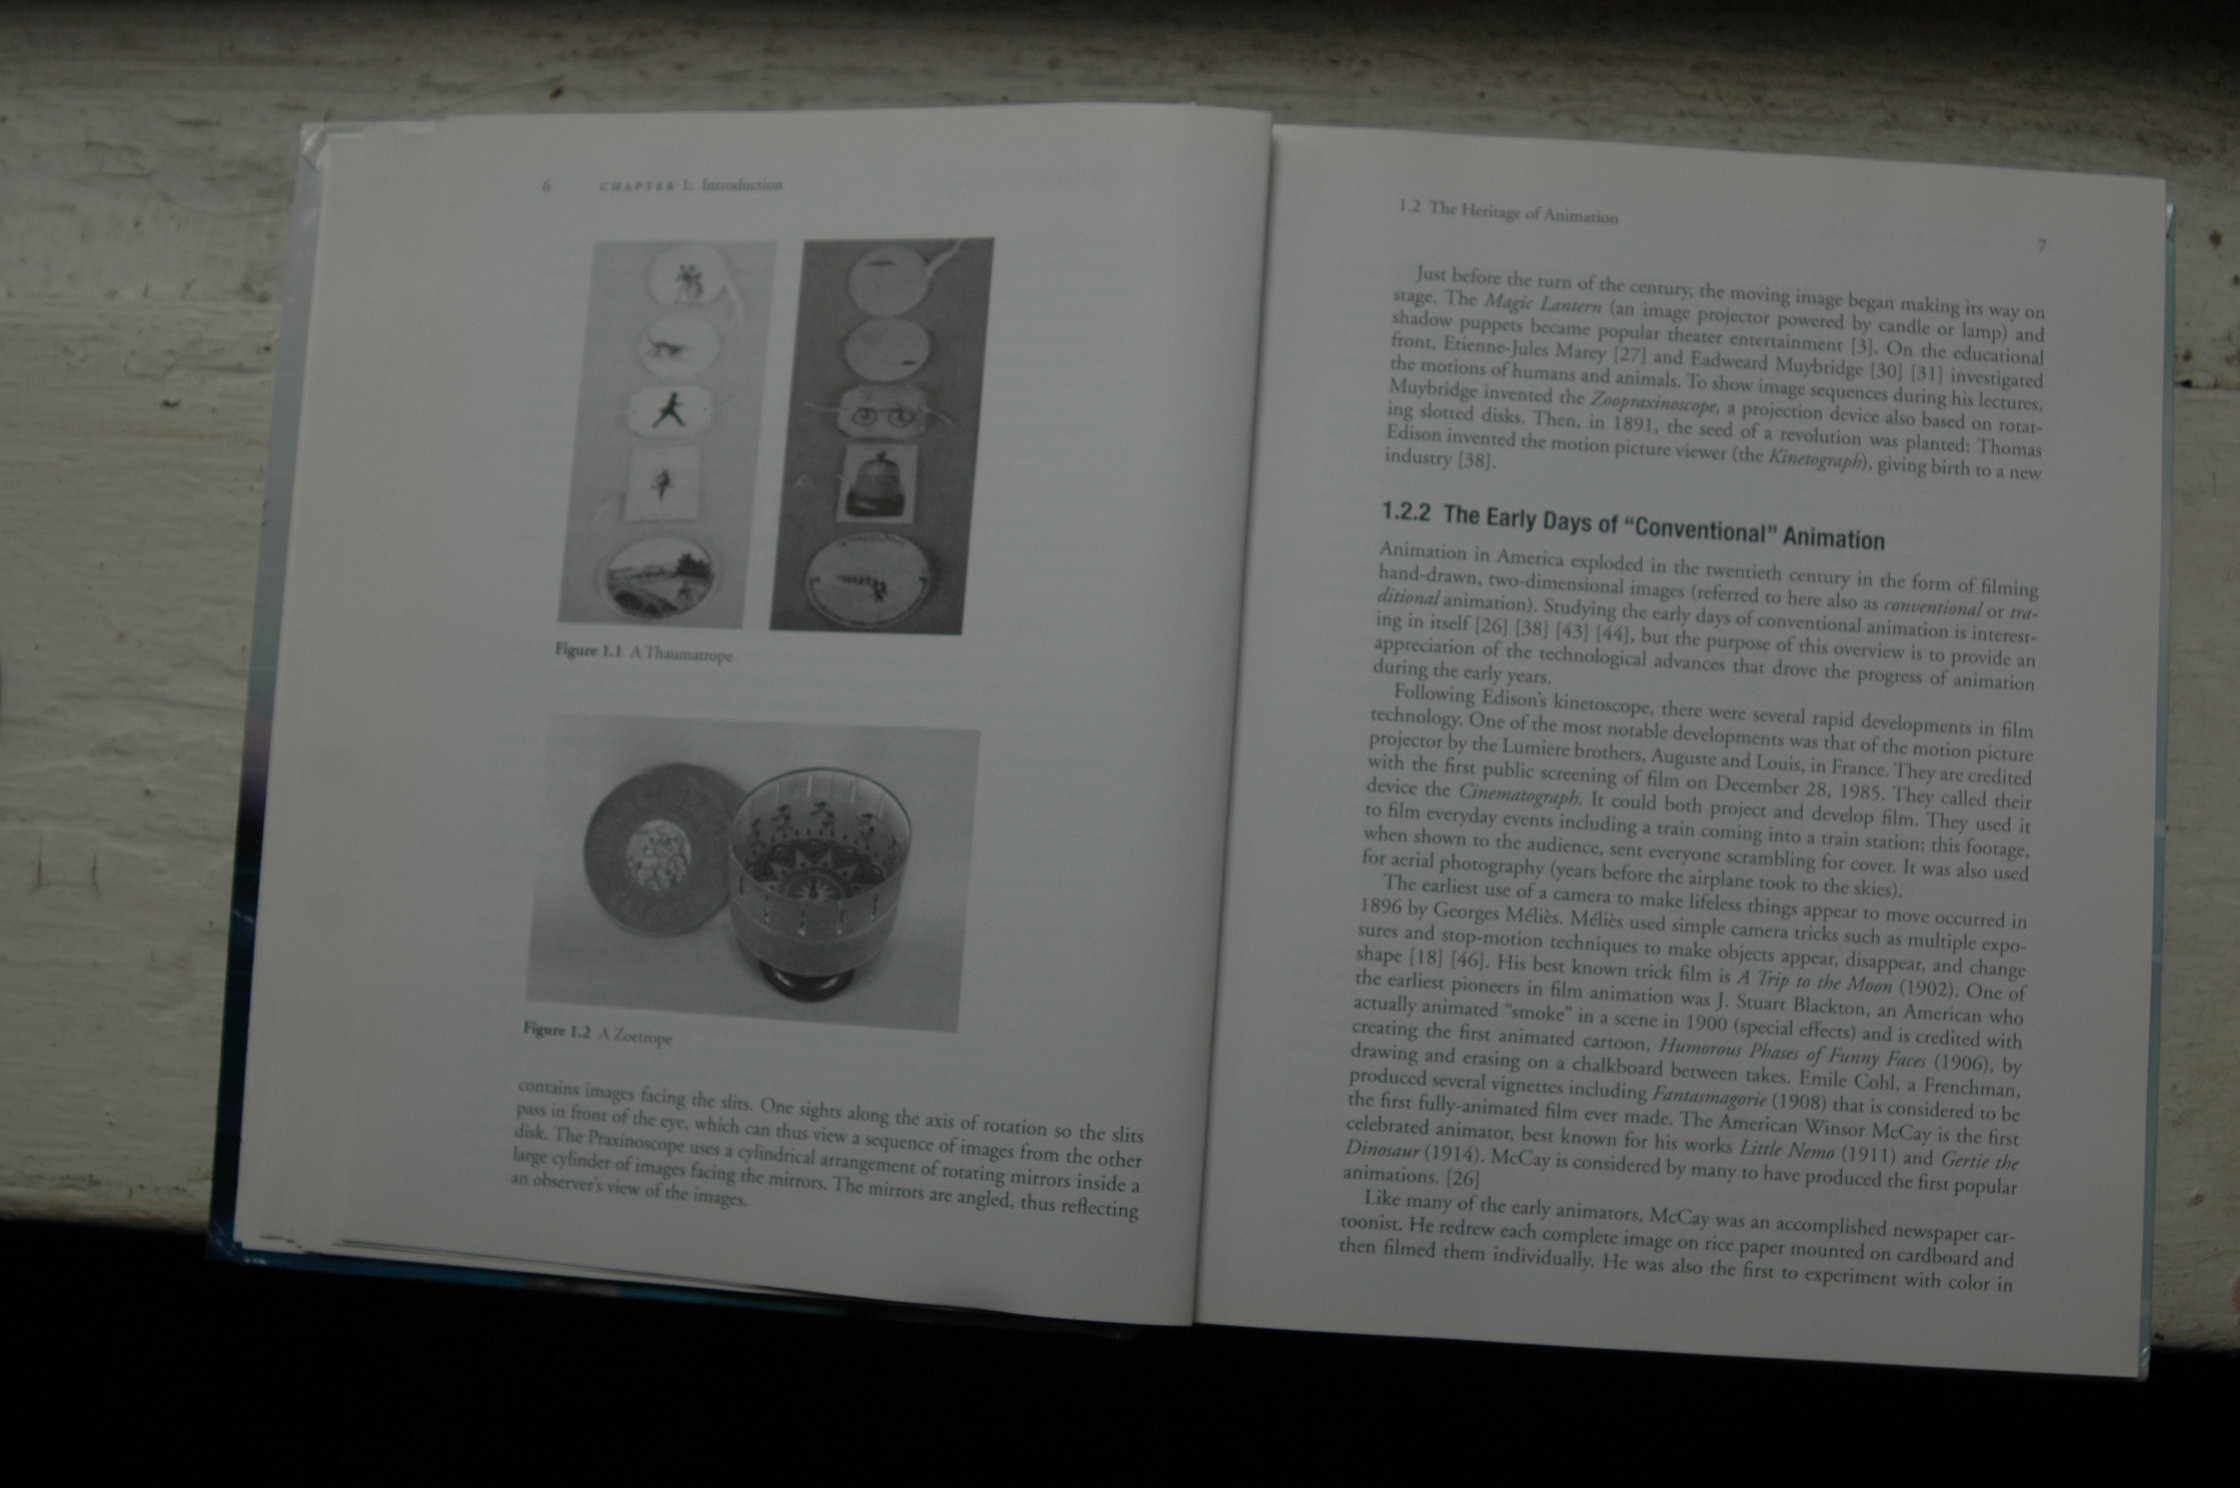 6 CHAPTER 1: Introduction
Figure 1.1 A Thaumatrope
Figure 1.2 A Zoetrope
contains images facing the slits. One sights along the axis of rotation so the slits
pass in front of the eye, which can thus view a sequence of images from the other
disk. The Praxinoscope uses a cylindrical arrangement of rotating mirrors inside a
large cylinder of images facing the mirrors. The mirrors are angled, thus reflecting
an observer's view of the images.
1.2 The Heritage of Animation
7
Just before the turn of the century, the moving image began making its way on
stage. The Magic Lantern (an image projector powered by candle or lamp) and
shadow puppets became popular theater entertainment [3]. On the educational
front, Etienne-Jules Marey [27] and Eadweard Muybridge [30] [31] investigated
the motions of humans and animals. To show image sequences during his lectures,
Muybridge invented the Zoopraxinoscope, a projection device also based on rotat-
ing slotted disks. Then, in 1891, the seed of a revolution was planted: Thomas
Edison invented the motion picture viewer (the Kinetograph), giving birth to a new
industry [38].
1.2.2 The Early Days of “Conventional” Animation
Animation in America exploded in the twentieth century in the form of filming
hand-drawn, two-dimensional images (referred to here also as conventional or tra-
ditional animation). Studying the early days of conventional animation is interest-
ing in itself [26] [38] [43] [44], but the purpose of this overview is to provide an
appreciation of the technological advances that drove the progress of animation
during the early years.
Following Edison's kinetoscope, there were several rapid developments in film
technology. One of the most notable developments was that of the motion picture
projector by the Lumiere brothers, Auguste and Louis, in France. They are credited
with the first public screening of film on December 28, 1985. They called their
device the Cinematograph. It could both project and develop film. They used it
to film everyday events including a train coming into a train station; this footage,
when shown to the audience, sent everyone scrambling for cover. It was also used
for aerial photography (years before the airplane took to the skies).
The earliest use of a camera to make lifeless things appear to move occurred in
1896 by Georges Méliès. Méliès used simple camera tricks such as multiple expo-
sures and stop-motion techniques to make objects appear, disappear, and change
shape [18] [46]. His best known trick film is A Trip to the Moon (1902). One of
the earliest pioneers in film animation was J. Stuart Blackton, an American who
actually animated “smoke” in a scene in 1900 (special effects) and is credited with
creating the first animated cartoon, Humorous Phases of Funny Faces (1906), by
drawing and erasing on a chalkboard between takes. Emile Cohl, a Frenchman,
produced several vignettes including Fantasmagorie (1908) that is considered to be
the first fully-animated film ever made. The American Winsor McCay is the first
celebrated animator, best known for his works Little Nemo (1911) and Gertie the
Dinosaur (1914). McCay is considered by many to have produced the first popular
animations. [26]
Like many of the early animators, McCay was an accomplished newspaper car-
toonist. He redrew each complete image on rice paper mounted on cardboard and
then filmed them individually. He was also the first to experiment with color in